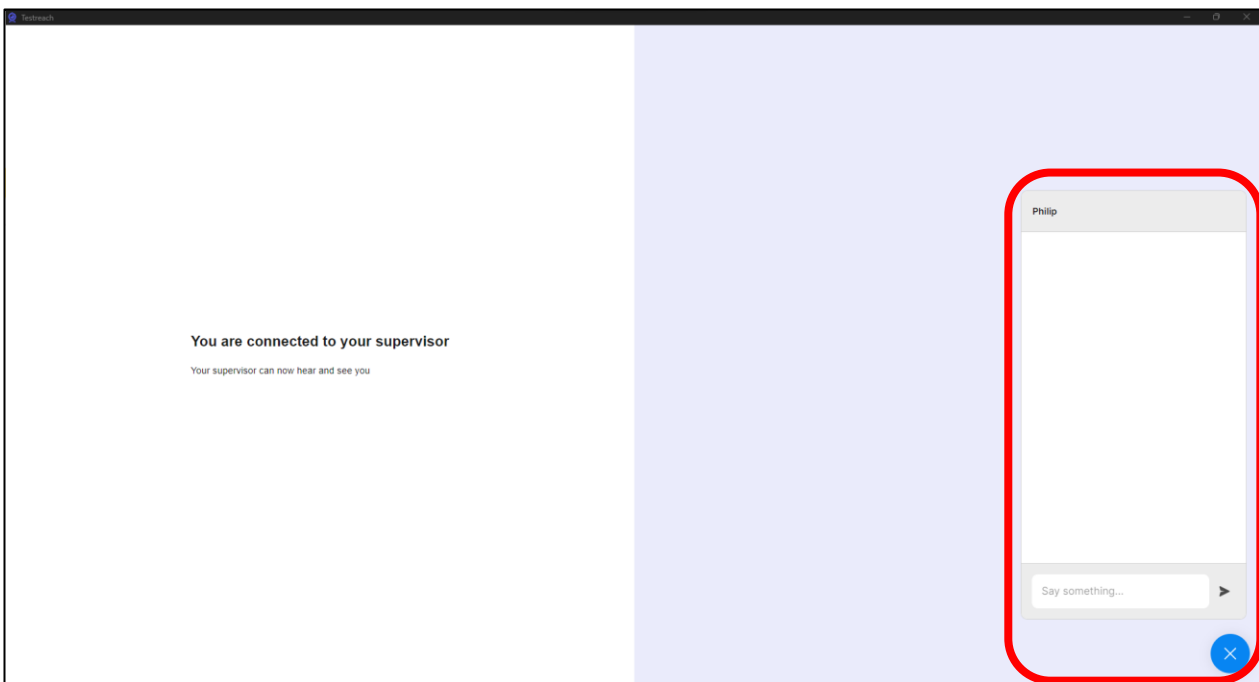 Testreach
You are connected to your supervisor
Your supervisor can now hear and see you
Philip
Say something...